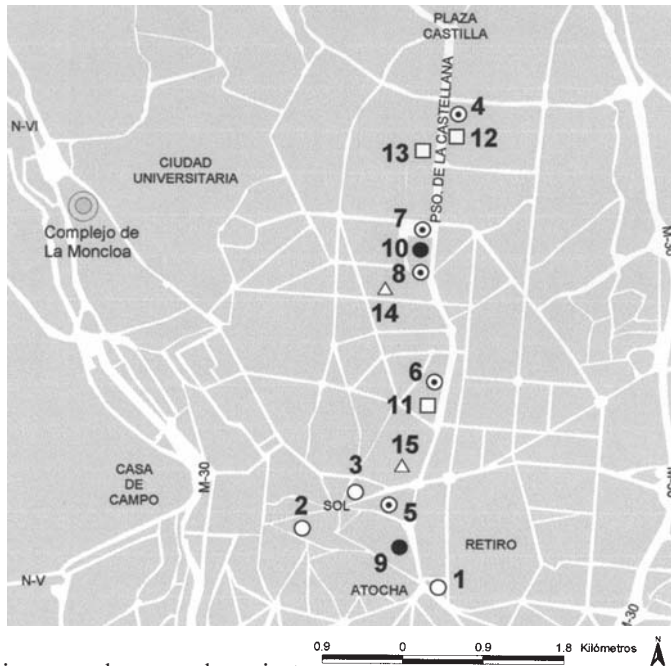 PLAZA
CASTILLA
N-VI
CIUDAD
UNIVERSITARIA
Complejo de
La Moncloa
PSO. DE LA CASTELLANA
4
12
13
7
10
8
14
M-30
6
11
15
3
CASA
DE
CAMPO
M-30
2
SOL
5
9
RETIRO
N-V
ATOCHA
1
M-30
0.9 0 0.9 1.8 Kilómetros
N